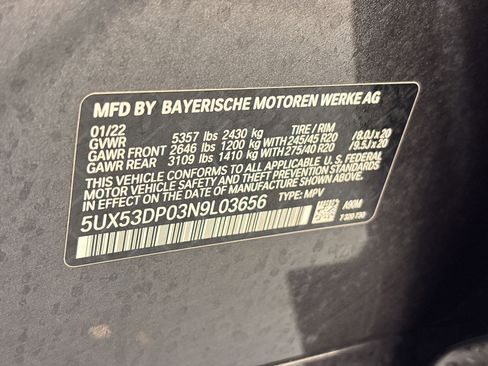 MFD BY BAYERISCHE MOTOREN WERKE AG
01/22 TIRE / RIM
GVWR 5357 lbs 2430 kg
GAWR FRONT 2646 lbs 1200 kg 245/45 R20 /8.0J x 20
GAWR REAR 3109 lbs 1410 kg 275/40 R20 /9.5J x 20
THIS VEHICLE CONFORMS TO ALL APPLICABLE U.S. FEDERAL
MOTOR VEHICLE SAFETY AND THEFT PREVENTION STANDARDS
IN EFFECT ON THE DATE OF MANUFACTURE SHOWN ABOVE.
5UX53DP03N9L03656 TYPE: MPV